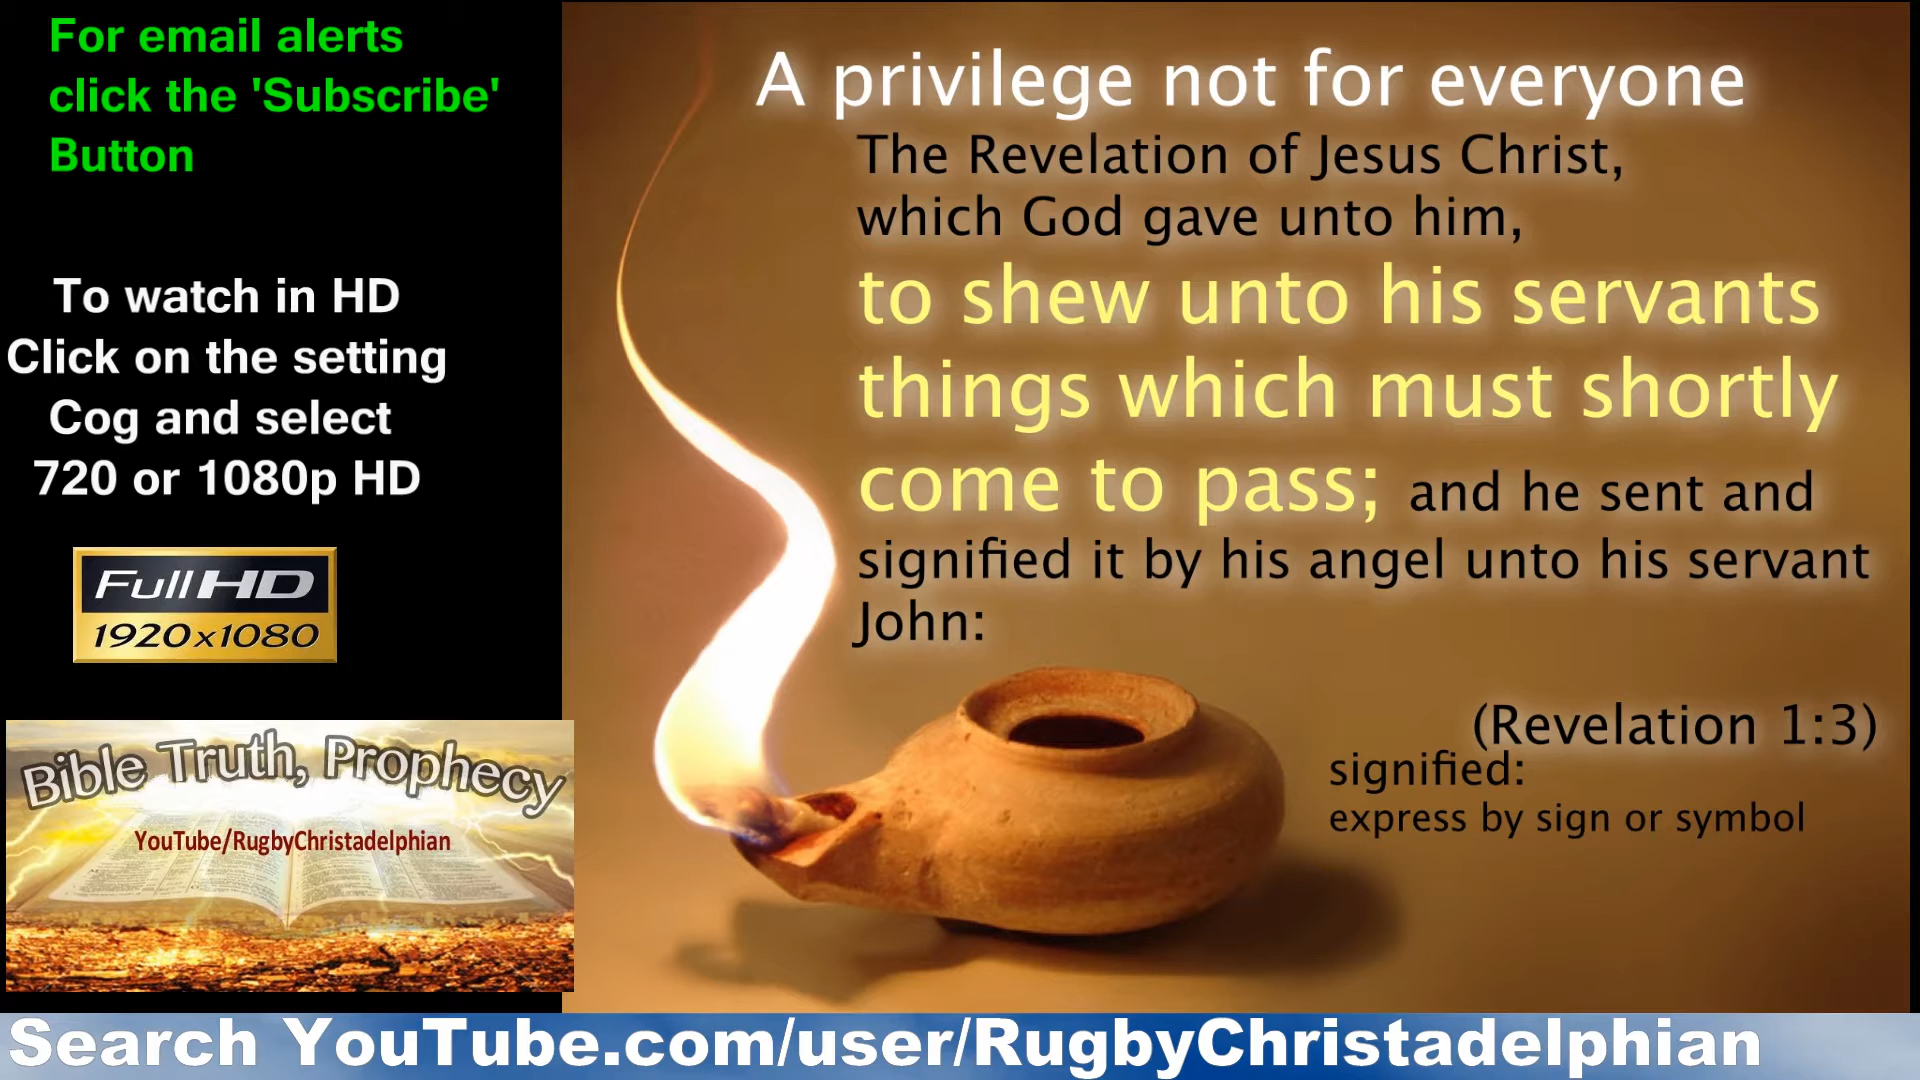 For email alerts
click the 'Subscribe'
Button
To watch in HD
Click on the setting
Cog and select
720 or 1080p HD
Full HD
1920x1080
Bible Truth, Prophecy
YouTube/RugbyChristadelphian
A privilege not for everyone
The Revelation of Jesus Christ,
which God gave unto him,
to shew unto his servants
things which must shortly
come to pass; and he sent and
signified it by his angel unto his servant
John:
(Revelation 1:3)
signified:
express by sign or symbol
Search YouTube.com/user/RugbyChristadelphian